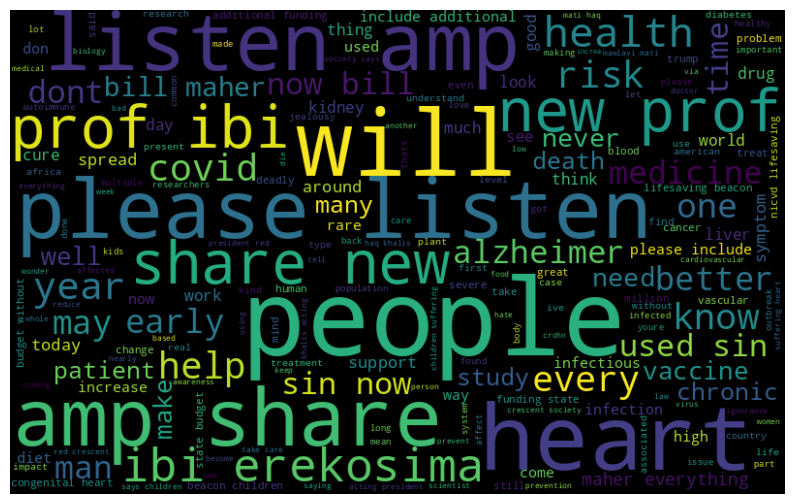 mati haq
research
listen amp
additional funding
include additional
good
health
time
diabetes
said
lot
made
society says
thing
used
making
increa
maulavi mati
healthy
biology
don
dont
bill maher
now bill
even
look
risk
via
trump
please
problem
important
medical
common
autoimmune
day
kidney
understand
love
let
doctor
drug
prof ibi
will
new prof
bad
jealousy
another
much
see
never
blood
use
american
treat
cure
present
die
thats
low
world
spread
covid
death
think
medicine
africa
researchers
deadly
around
level
lifesaving beacon
nicvd lifesaving
everything
multiple
week
many
rare
got
find
cancer
one
symptom
please listen
done
care
president red
type
back
haq khalis
plant
well
share new
alzheimer
liver
please include
kids
tell
first
food
great
cardiovascular
wonder
affected
year
now
work
human
population
severe
take
case
need
better
million
without
reduce
kind
mind
khalis acting
children suffering
hate
body
ive
vascular
infected
outbreak
suffering heart
budget without
may early
using
people
youre
know
today
change
real
support
crohn
infectious
used sin
whole
based
nearly
treatment
found
patient
help
keep
way
study
every
vaccine
coming
increase
awareness
sin now
person
funding state
law
virus
chronic
make
state budget
crescent society
infection
ignorance
amp share
long
system
affect
associated
high
country
women
diet
red crescent
take care
mean
prevent
heart
issue
life
impact
man
become
ibi erekosima
come
part
congenital heart
says children
beacon children
saying
acting president
scientist
still
prevention
maher everything